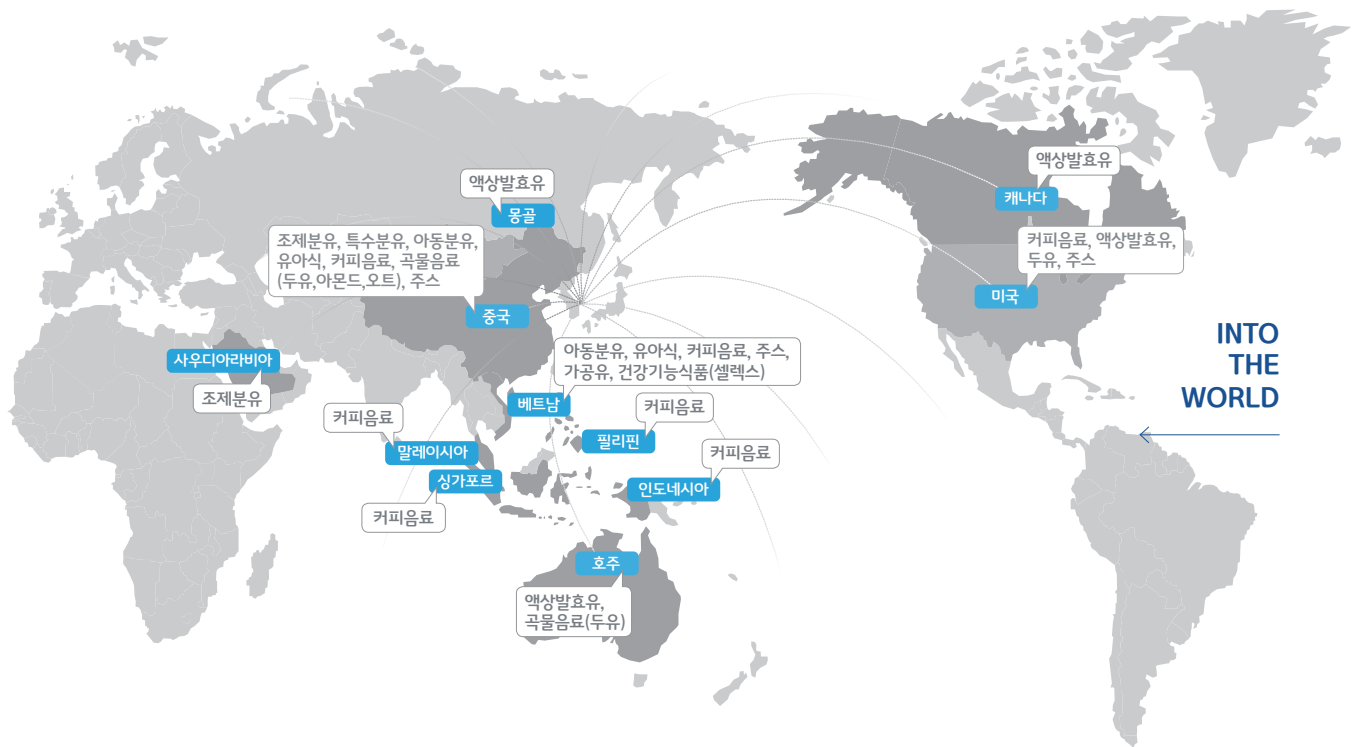 액상발효유
몽골
조제분유, 특수분유, 아동분유,
유아식, 커피음료, 곡물음료
(두유,아몬드,오트), 주스
중국
사우디아라비아
조제분유
아동분유, 유아식, 커피음료, 주스,
가공유, 건강기능식품(셀렉스)
베트남
커피음료
말레이시아
싱가포르
커피음료
커피음료
필리핀
커피음료
인도네시아
호주
액상발효유,
곡물음료(두유)
액상발효유
캐나다
커피음료, 액상발효유,
두유, 주스
미국
INTO
THE
WORLD